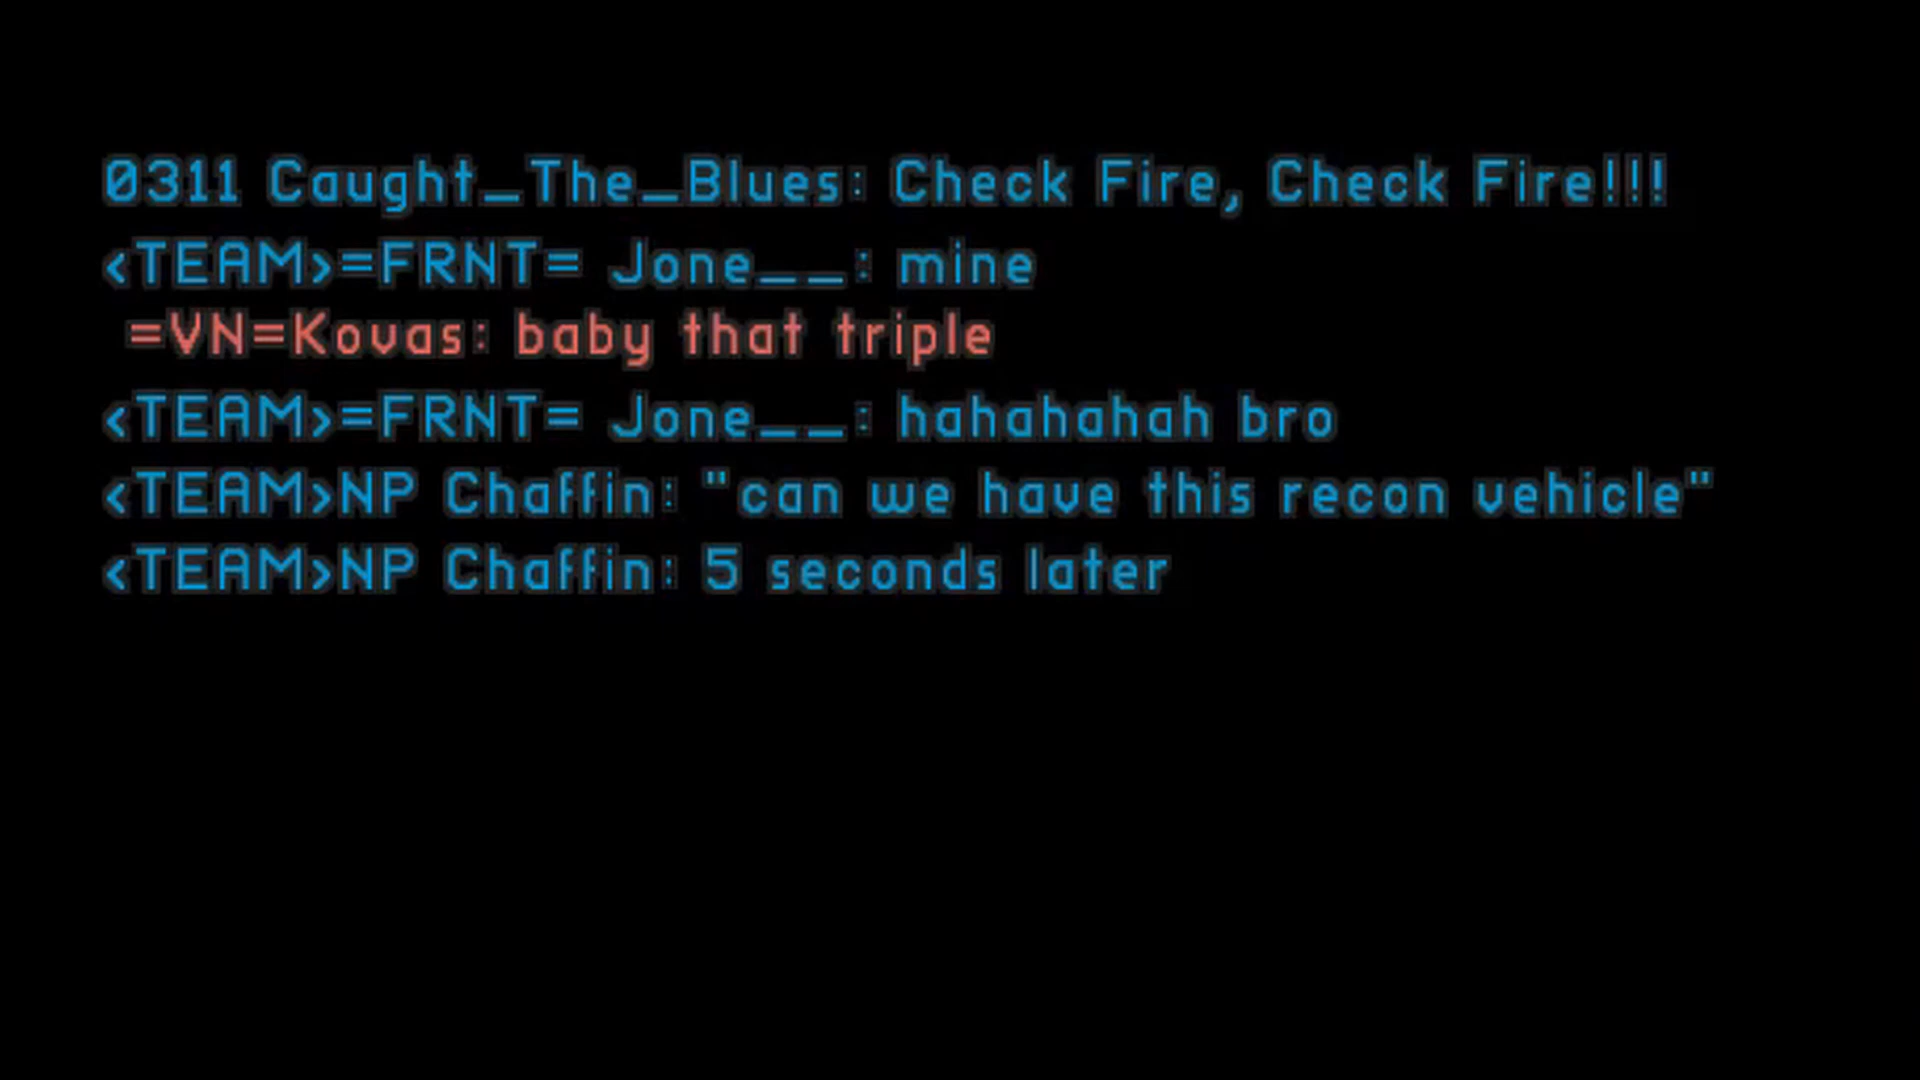 0311 Caught_The_Blues: Check Fire, Check Fire!!!
<TEAM>=FRNT= Jone__: mine
=VN=Kovas: baby that triple
<TEAM>=FRNT= Jone__: hahahahah bro
<TEAM>NP Chaffin: "can we have this recon vehicle"
<TEAM>NP Chaffin: 5 seconds later